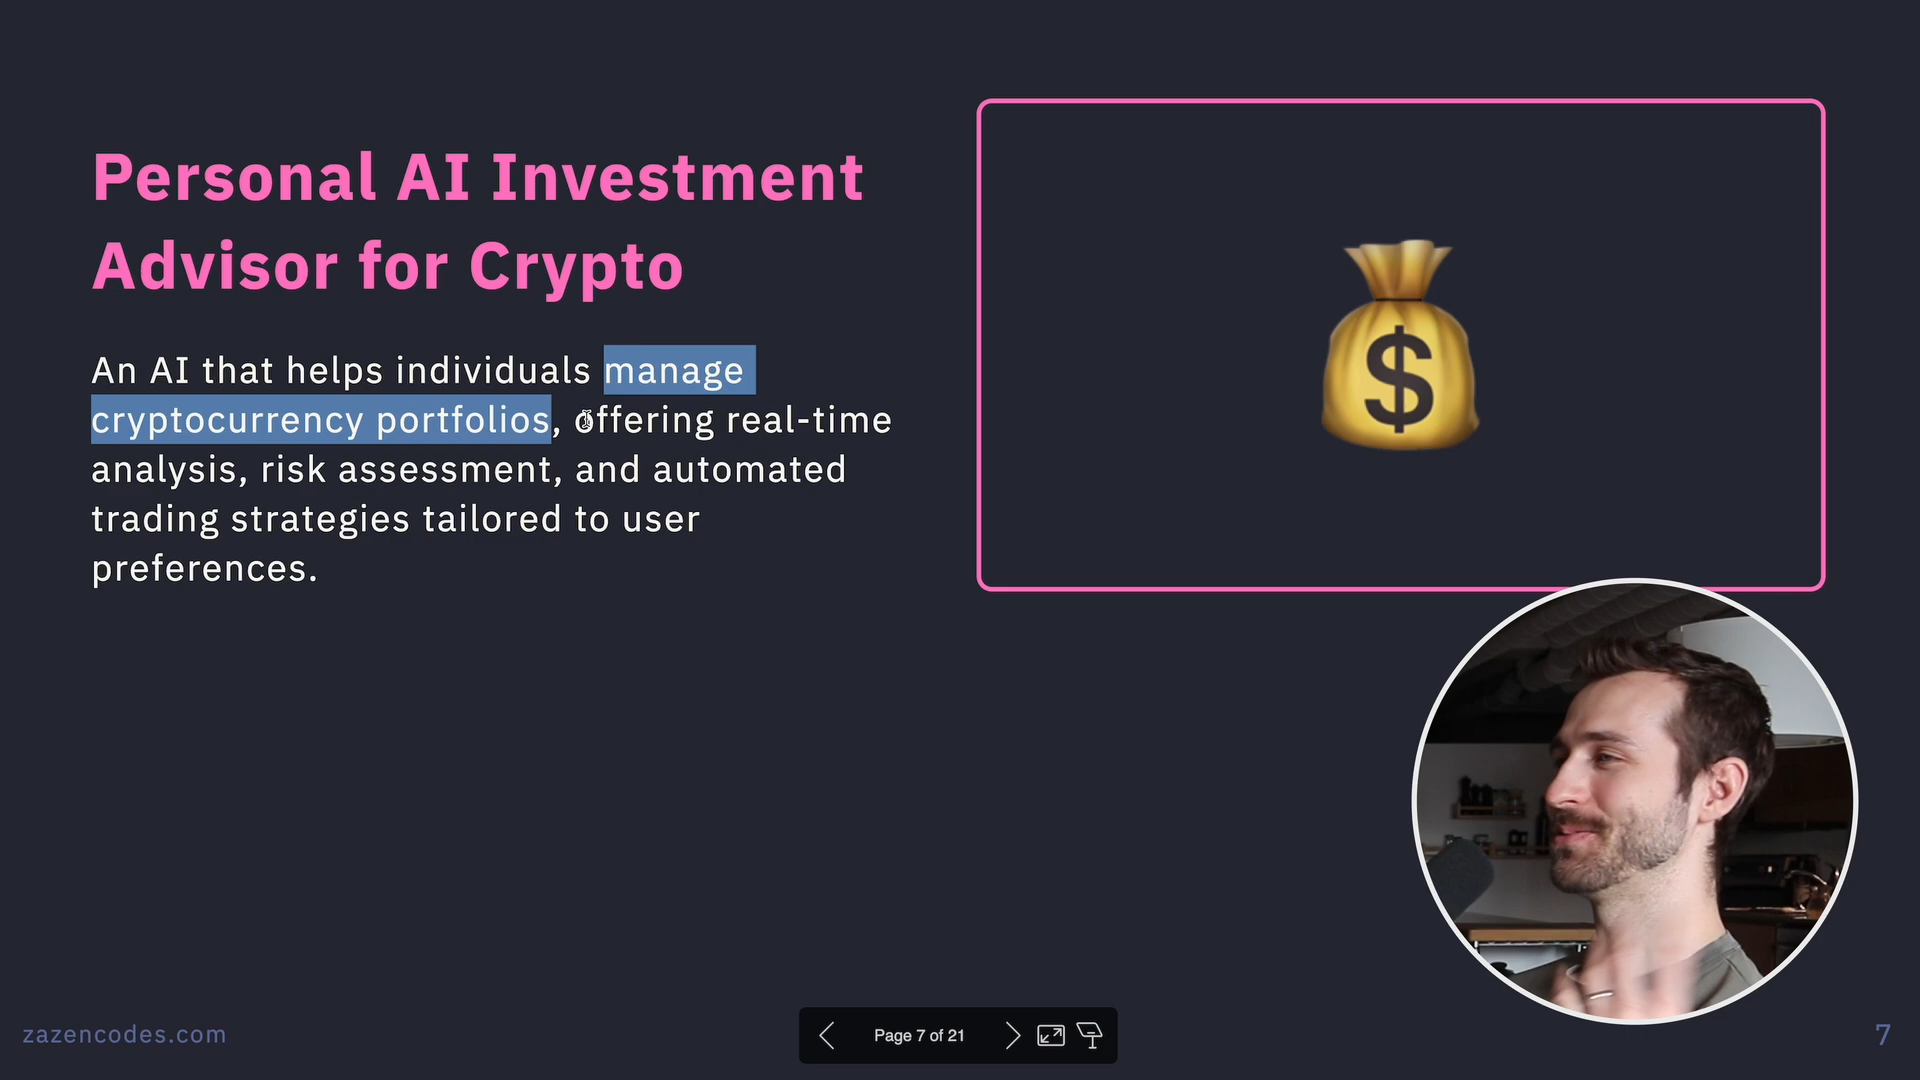 Personal AI Investment
Advisor for Crypto
An AI that helps individuals manage
cryptocurrency portfolios, offering real-time
analysis, risk assessment, and automated
trading strategies tailored to user
preferences.
$
zazencodes.com
Page 7 of 21
7